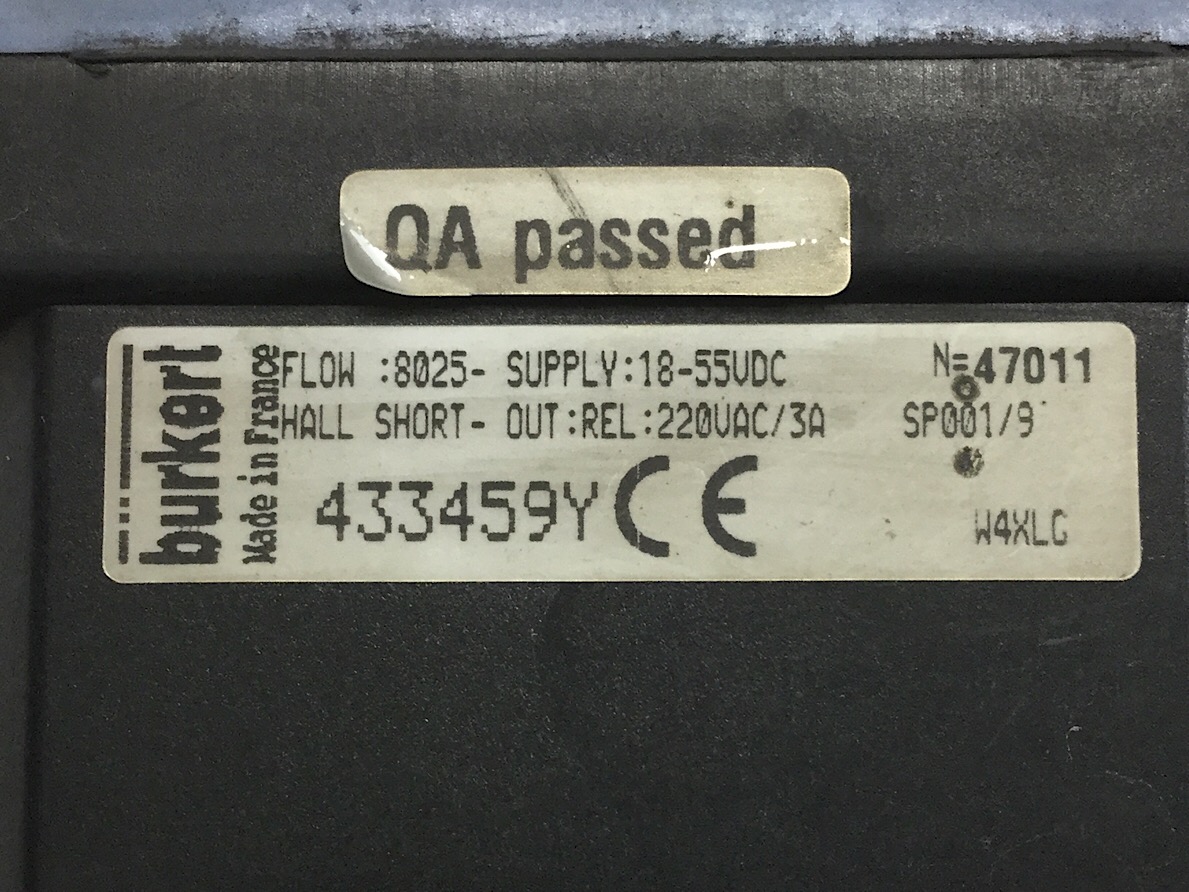 QA passed
burkert
Made in France
FLOW :8025- SUPPLY:18-55VDC
N=47011
HALL SHORT- OUT:REL:220VAC/3A
SP001/9
433459Y CE
W4XLG